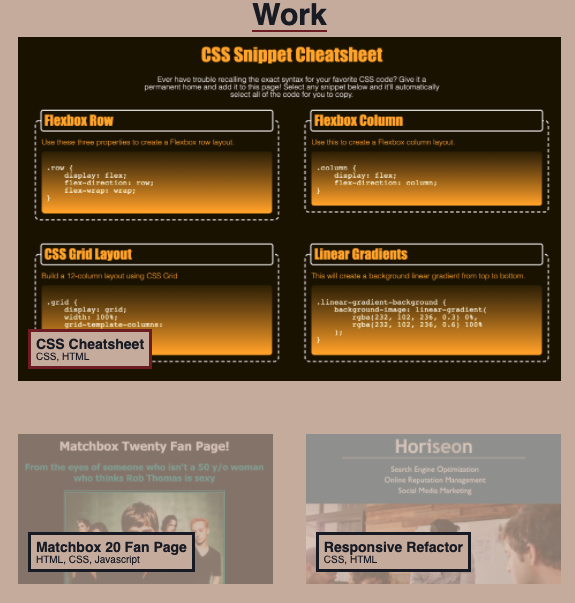 Work
CSS Snippet Cheatsheet
Ever have trouble recalling the exact syntax for your favorite CSS code? Give it a
permanent home and add it to this page! Select any snippet below and it'll automatically
select all of the code for you to copy.
Flexbox Row
Use these three properties to create a Flexbox row layout.
.row {
display: flex;
flex-direction: row;
flex-wrap: wrap;
}
Flexbox Column
Use this to create a Flexbox column layout.
.column {
display: flex;
flex-direction: column;
}
CSS Grid Layout
Build a 12-column layout using CSS Grid
.grid {
display: grid;
width: 100%;
grid-template-columns:
Linear Gradients
This will create a background linear gradient from top to bottom.
.linear-gradient-background {
background-image: linear-gradient(
rgba(232, 102, 236, 0.3) 0%,
rgba(232, 102, 236, 0.6) 100%
);
}
CSS Cheatsheet
CSS, HTML
Matchbox Twenty Fan Page!
From the eyes of someone who isn't a 50 y/o woman
who thinks Rob Thomas is sexy
Matchbox 20 Fan Page
HTML, CSS, Javascript
Horiseon
Search Engine Optimization
Online Reputation Management
Social Media Marketing
Responsive Refactor
CSS, HTML